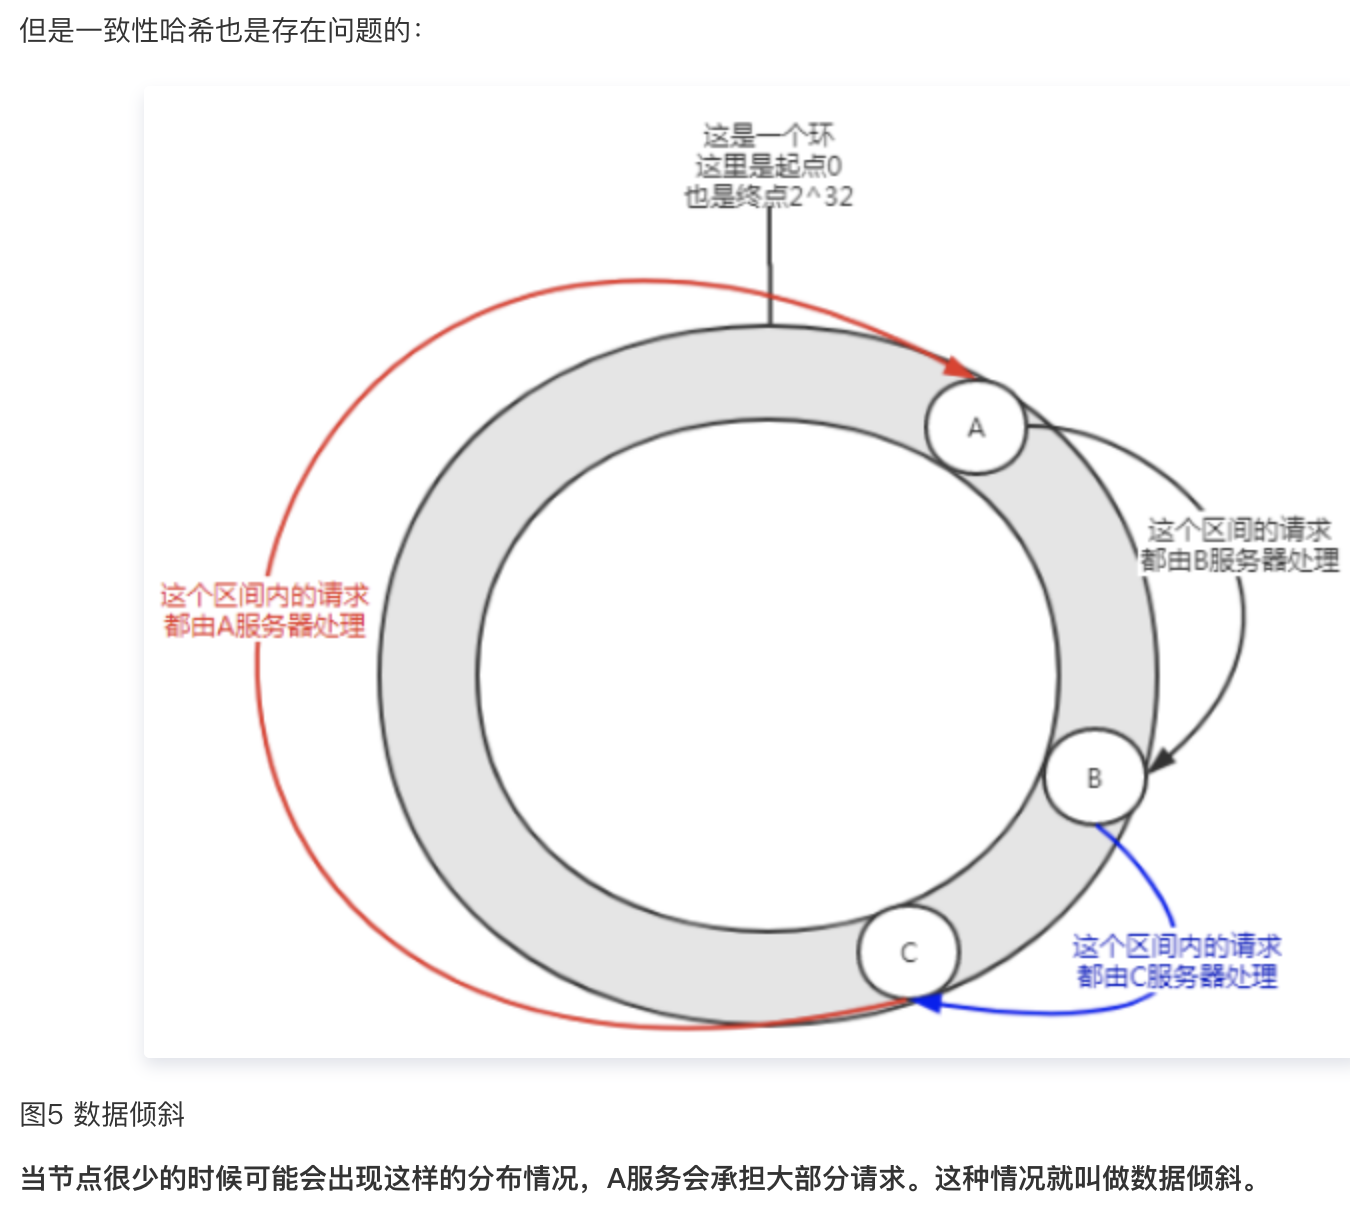 但是一致性哈希也是存在问题的：
这是一个环
这里是起点0
也是终点2^32
A
这个区间的请求
都由B服务器处理
这个区间内的请求
都由A服务器处理
B
C
这个区间内的请求
都由C服务器处理
图5 数据倾斜
当节点很少的时候可能会出现这样的分布情况，A服务会承担大部分请求。这种情况就叫做数据倾斜。